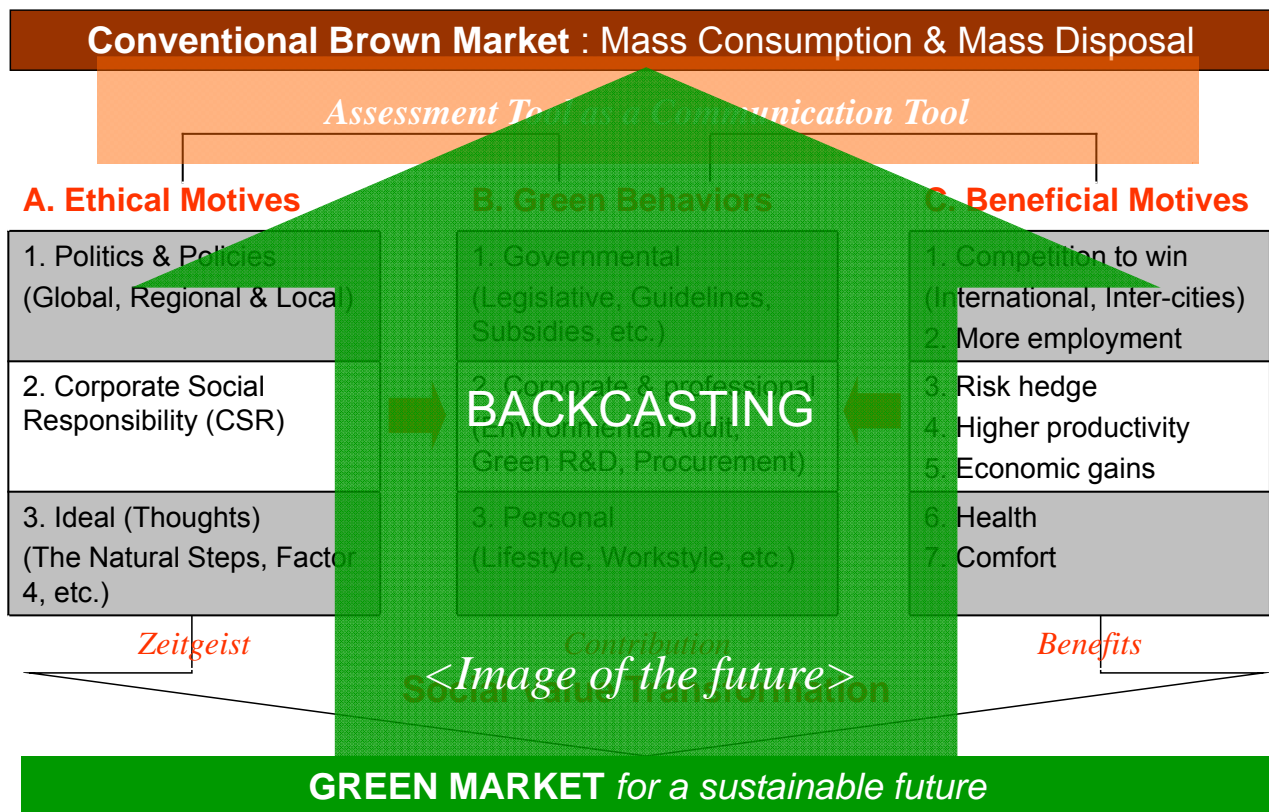 Conventional Brown Market : Mass Consumption & Mass Disposal
Assessment Tool as a Communication Tool
A. Ethical Motives
1. Politics & Policies
(Global, Regional & Local)
2. Corporate Social
Responsibility (CSR)
3. Ideal (Thoughts)
(The Natural Steps, Factor
4, etc.)
Zeitgeist
B. Green Behaviors
1. Governmental
(Legislative, Guidelines,
Subsidies, etc.)
2. Corporate & professional
(Environmental Audit,
Green R&D, Procurement)
3. Personal
(Lifestyle, Workstyle, etc.)
Contribution
C. Beneficial Motives
1. Competition to win
(International, Inter-cities)
2. More employment
3. Risk hedge
4. Higher productivity
5. Economic gains
6. Health
7. Comfort
Benefits
BACKCASTING
<Image of the future>
Social Value Transformation
GREEN MARKET for a sustainable future